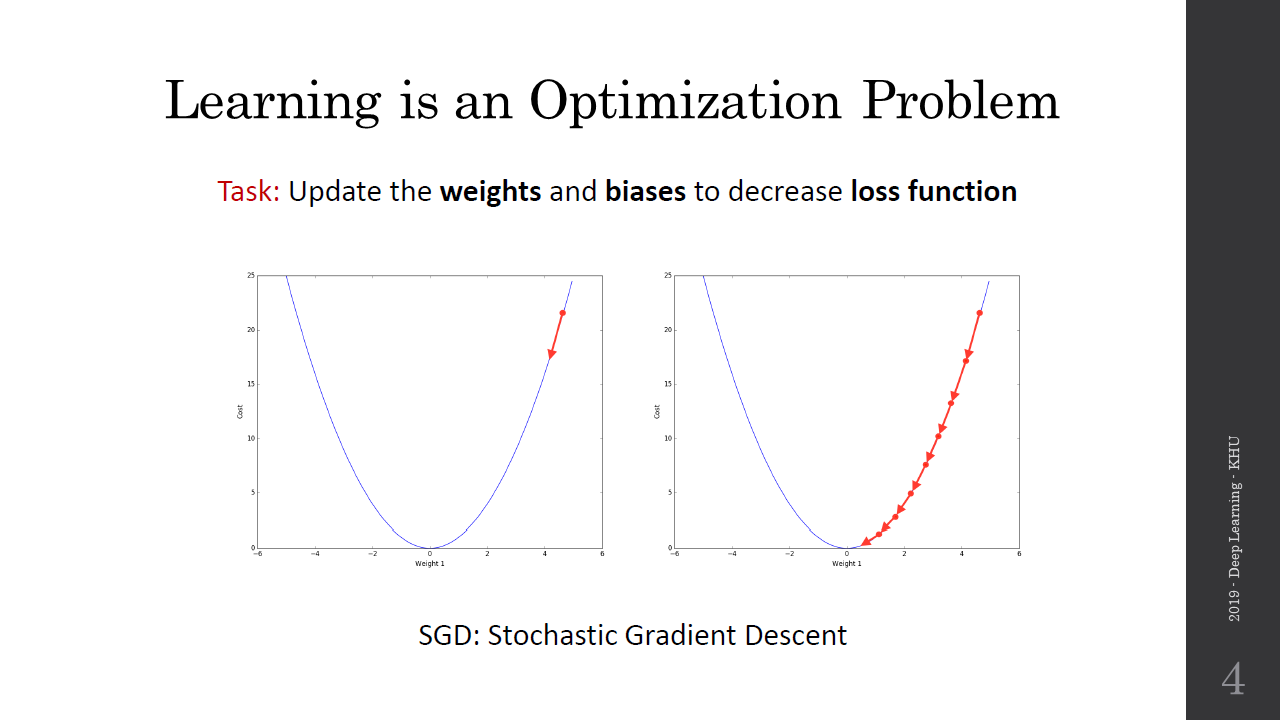 Learning is an Optimization Problem
Task: Update the weights and biases to decrease loss function
25
20
15
10
5
0
Cost
−6 −4 −2 0 2 4 6
Weight 1
25
20
15
10
5
0
Cost
−6 −4 −2 0 2 4 6
Weight 1
SGD: Stochastic Gradient Descent
2019 - Deep Learning - KHU
4